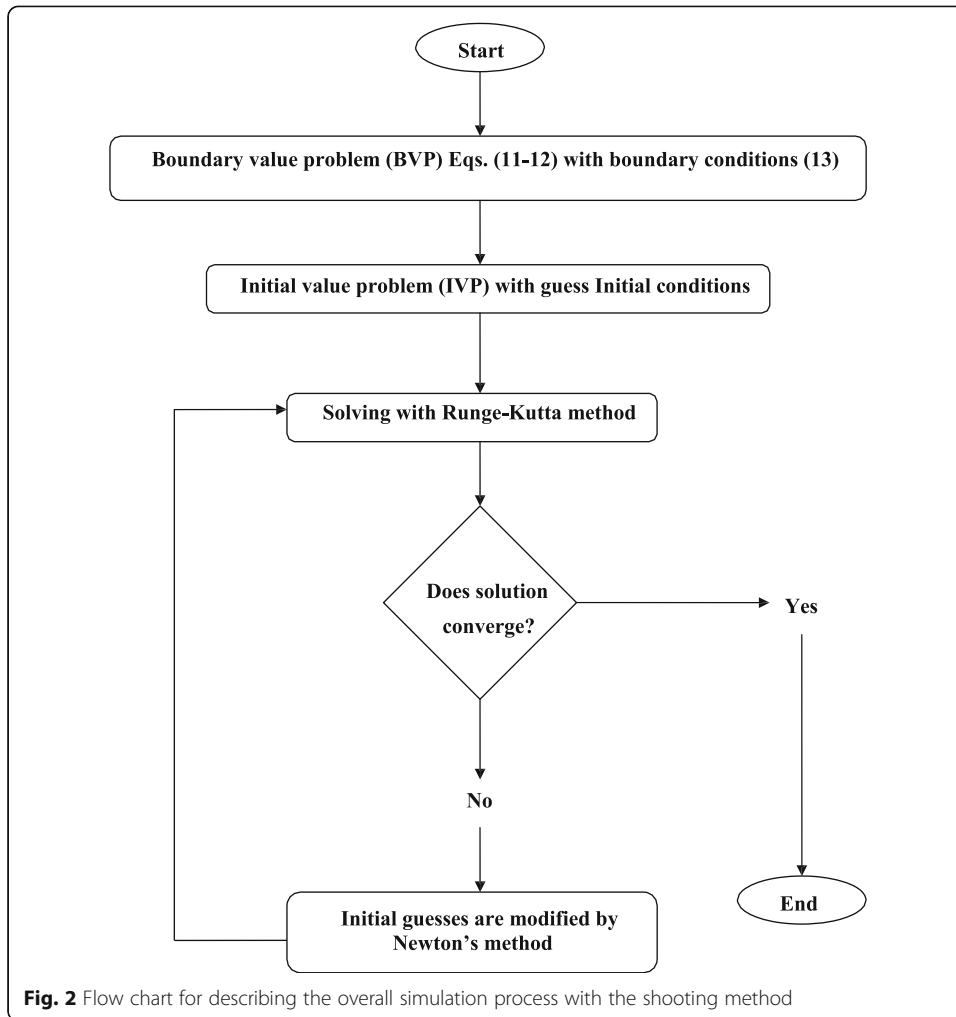 Start
Boundary value problem (BVP) Eqs. (11-12) with boundary conditions (13)
Initial value problem (IVP) with guess Initial conditions
Solving with Runge-Kutta method
Does solution
converge?
Yes
No
End
Initial guesses are modified by
Newton's method
Fig. 2 Flow chart for describing the overall simulation process with the shooting method